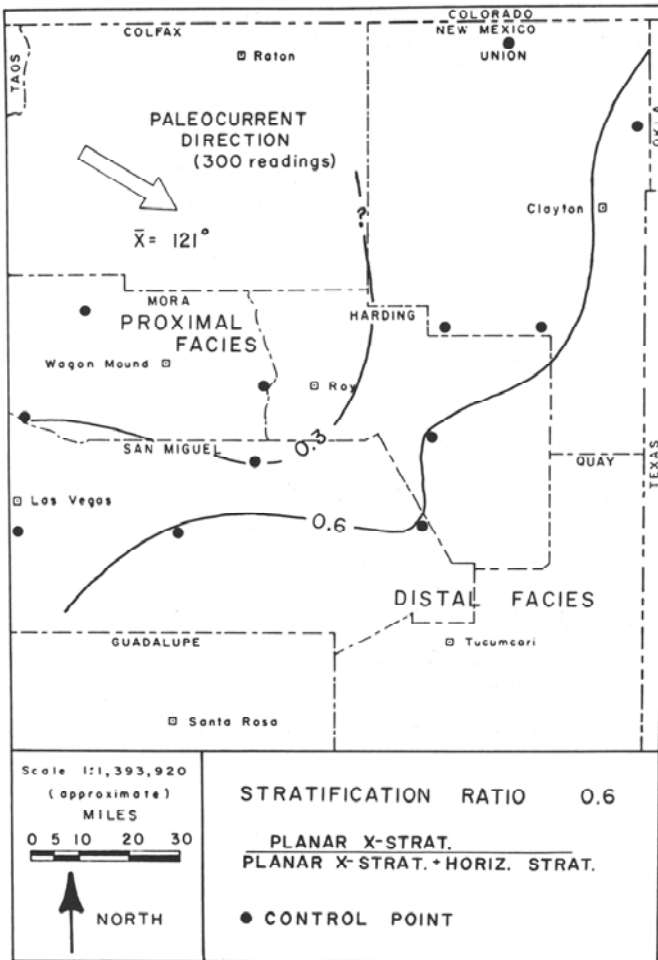 COLORADO
NEW MEXICO
COLFAX
UNION
TAOS
Raton
OKLA
PALEOCURRENT
DIRECTION
(300 readings)
?
Clayton
X̄ = 121°
MORA
HARDING
PROXIMAL
FACIES
Wagon Mound
Roy
0.3
SAN MIGUEL
QUAY
TEXAS
Las Vegas
0.6
DISTAL FACIES
GUADALUPE
Tucumcari
Santa Rosa
Scale 1:1,393,920
(approximate)
MILES
0 5 10 20 30
NORTH
STRATIFICATION RATIO 0.6
PLANAR X-STRAT.
PLANAR X-STRAT. + HORIZ. STRAT.
● CONTROL POINT